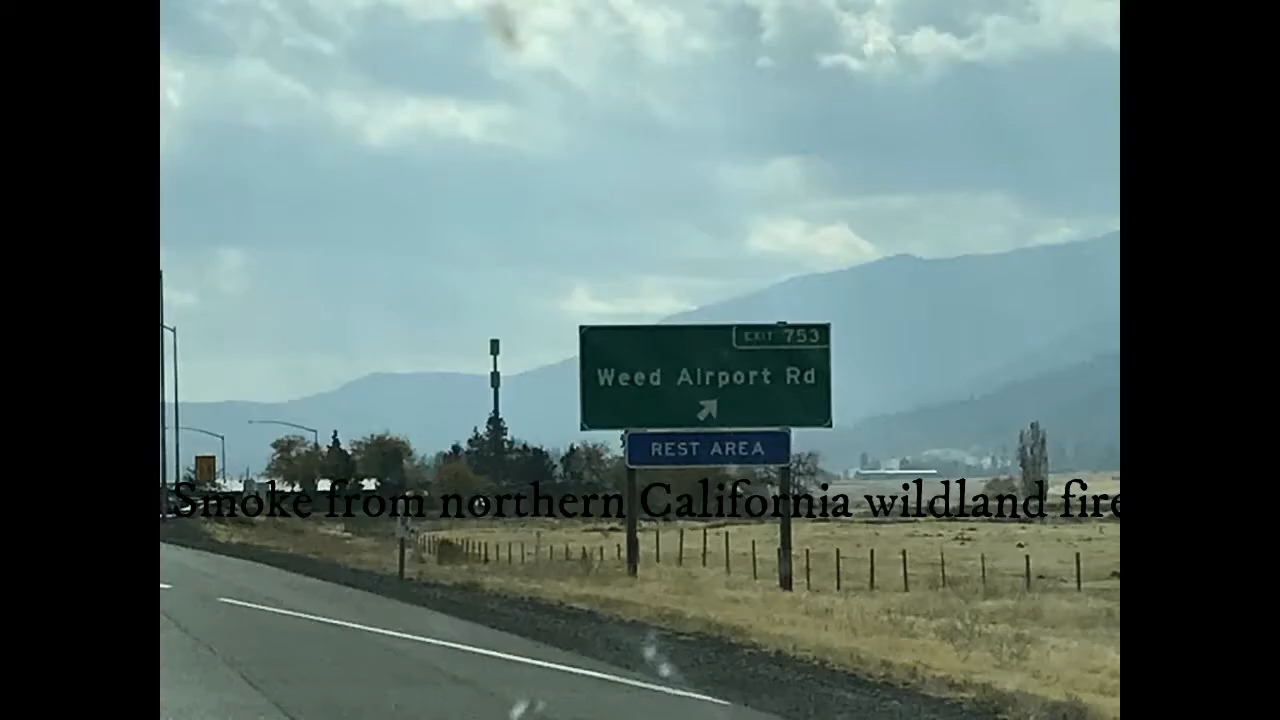 EXIT 753
Weed Airport Rd
REST AREA
Smoke from northern California wildland fire